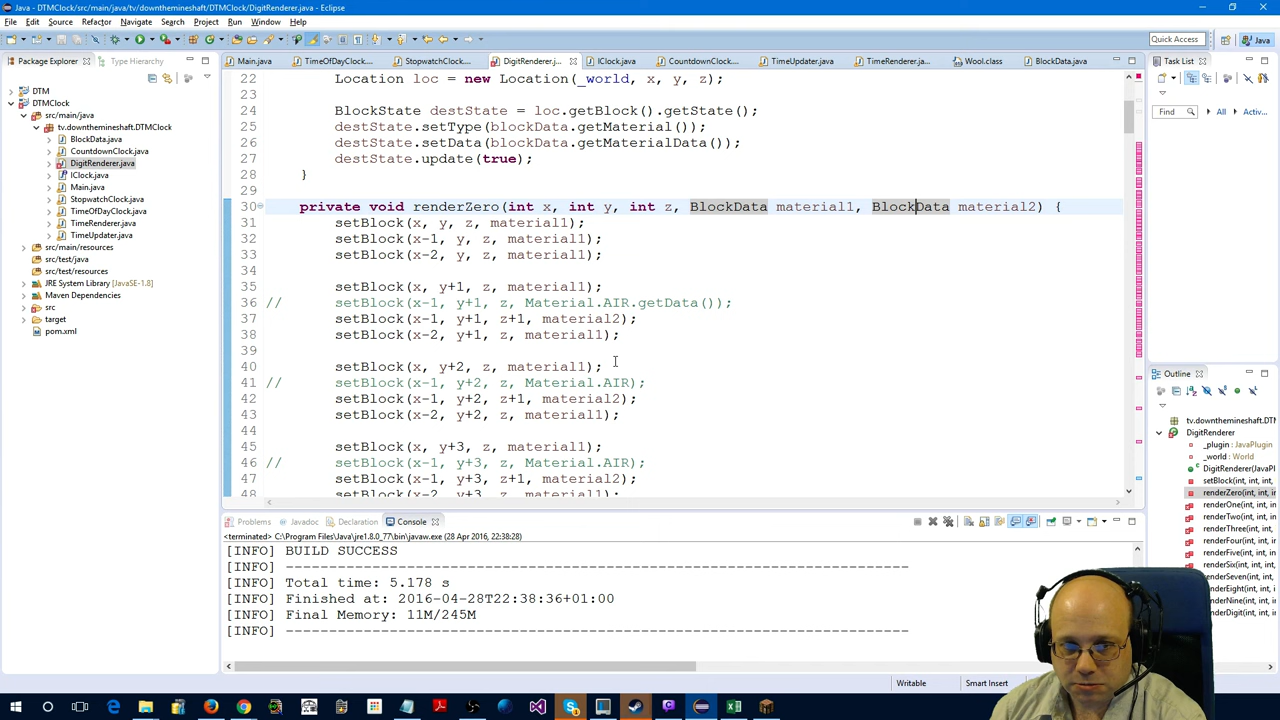 Java - DTMClock/src/main/java/tv/downthemineshaft/DTMClock/DigitRenderer.java - Eclipse
File Edit Source Refactor Navigate Search Project Run Window Help
Quick Access Java
Package Explorer Type Hierarchy
Main.java TimeOfDayClock.... StopwatchClock.... DigitRenderer.j... IClock.java CountdownClock.... TimeUpdater.java TimeRenderer.ja... Wool.class BlockData.java
Task List
Find All Activ...
DTM
DTMClock
src/main/java
tv.downthemineshaft.DTMClock
BlockData.java
CountdownClock.java
DigitRenderer.java
IClock.java
Main.java
StopwatchClock.java
TimeOfDayClock.java
TimeRenderer.java
TimeUpdater.java
src/main/resources
src/test/java
src/test/resources
JRE System Library [JavaSE-1.8]
Maven Dependencies
src
target
pom.xml
22 Location loc = new Location(_world, x, y, z);
23
24 BlockState destState = loc.getBlock().getState();
25 destState.setType(blockData.getMaterial());
26 destState.setData(blockData.getMaterialData());
27 destState.update(true);
28 }
29
30 private void renderZero(int x, int y, int z, BlockData material1, BlockData material2) {
31 setBlock(x, y, z, material1);
32 setBlock(x-1, y, z, material1);
33 setBlock(x-2, y, z, material1);
34
35 setBlock(x, y+1, z, material1);
36 // setBlock(x-1, y+1, z, Material.AIR.getData());
37 setBlock(x-1, y+1, z+1, material2);
38 setBlock(x-2, y+1, z, material1);
39
40 setBlock(x, y+2, z, material1);
41 // setBlock(x-1, y+2, z, Material.AIR);
42 setBlock(x-1, y+2, z+1, material2);
43 setBlock(x-2, y+2, z, material1);
44
45 setBlock(x, y+3, z, material1);
46 // setBlock(x-1, y+3, z, Material.AIR);
47 setBlock(x-1, y+3, z+1, material2);
48 setBlock(x-2, y+3, z, material1);
Outline
tv.downthemineshaft.DTM
DigitRenderer
_plugin : JavaPlugin
_world : World
DigitRenderer(JavaPl
setBlock(int, int, int,
renderZero(int, int, i
renderOne(int, int, i
renderTwo(int, int, i
renderThree(int, int,
renderFour(int, int, i
renderFive(int, int, i
renderSix(int, int, int
renderSeven(int, int,
renderEight(int, int,
renderNine(int, int, i
renderDigit(int, int, i
Problems Javadoc Declaration Console
<terminated> C:\Program Files\Java\jre1.8.0_77\bin\javaw.exe (28 Apr 2016, 22:38:28)
[INFO] BUILD SUCCESS
[INFO] ------------------------------------------------------------------------
[INFO] Total time: 5.178 s
[INFO] Finished at: 2016-04-28T22:38:36+01:00
[INFO] Final Memory: 11M/245M
[INFO] ------------------------------------------------------------------------
Writable Smart Insert